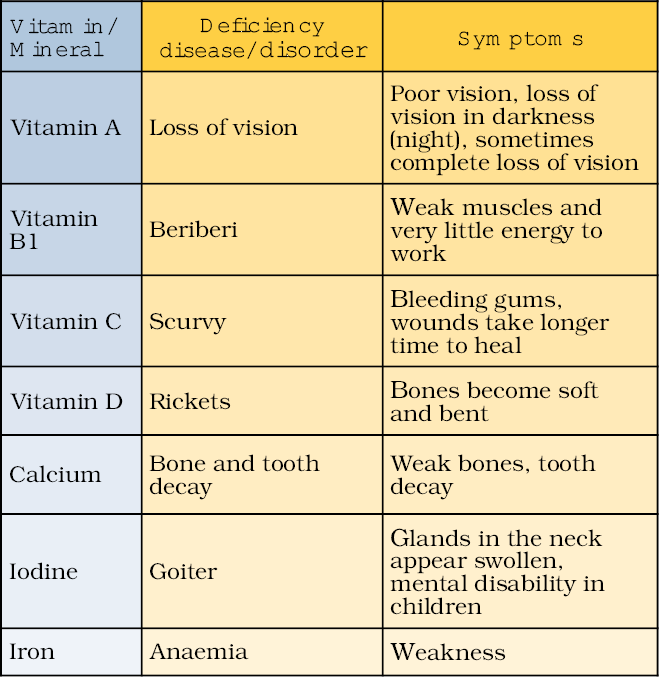 Vitamin/
Mineral
Deficiency
disease/disorder
Symptoms
Vitamin A
Loss of vision
Poor vision, loss of
vision in darkness
(night), sometimes
complete loss of vision
Vitamin
B1
Beriberi
Weak muscles and
very little energy to
work
Vitamin C
Scurvy
Bleeding gums,
wounds take longer
time to heal
Vitamin D
Rickets
Bones become soft
and bent
Calcium
Bone and tooth
decay
Weak bones, tooth
decay
Iodine
Goiter
Glands in the neck
appear swollen,
mental disability in
children
Iron
Anaemia
Weakness